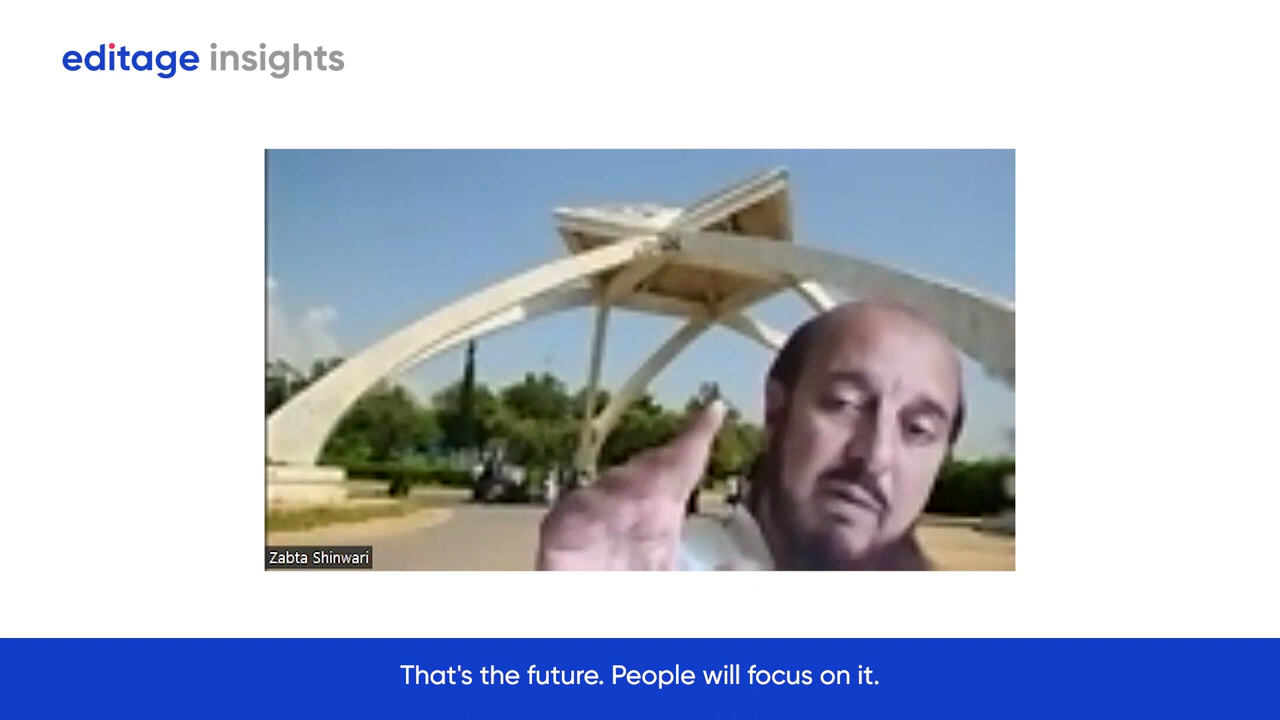 editage insights
Zabta Shinwari
That's the future. People will focus on it.